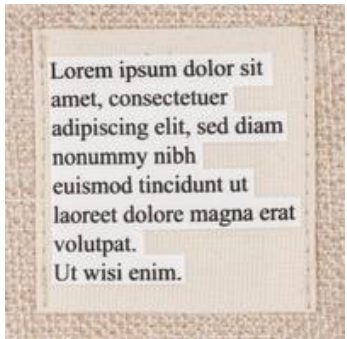 Lorem ipsum dolor sit
amet, consectetuer
adipiscing elit, sed diam
nonummy nibh
euismod tincidunt ut
laoreet dolore magna erat
volutpat.
Ut wisi enim.